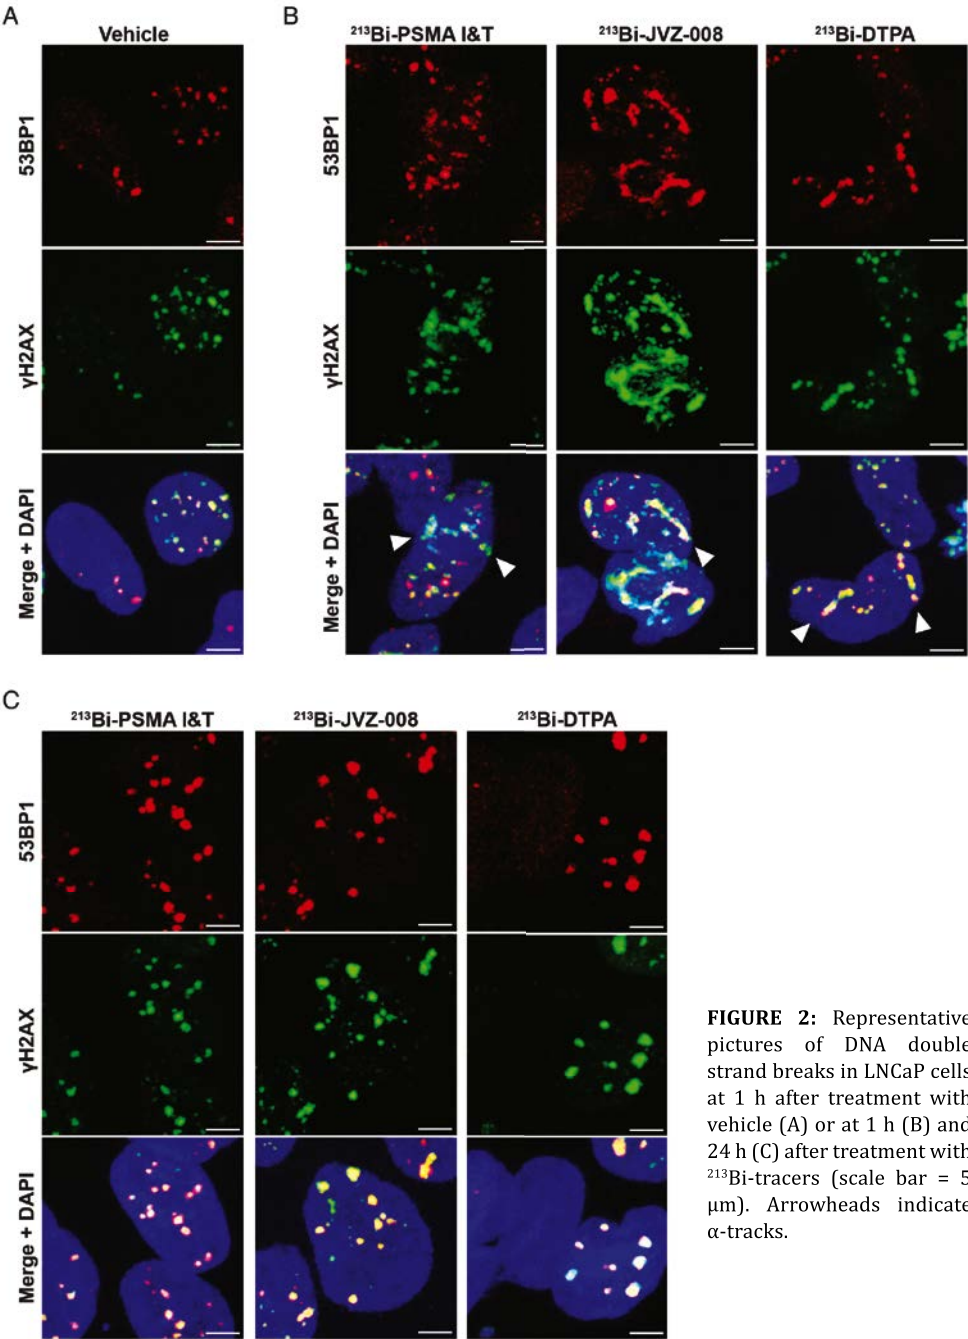 A
Vehicle
53BP1
γH2AX
Merge + DAPI
B
²¹³Bi-PSMA I&T
²¹³Bi-JVZ-008
²¹³Bi-DTPA
53BP1
γH2AX
Merge + DAPI
C
²¹³Bi-PSMA I&T
²¹³Bi-JVZ-008
²¹³Bi-DTPA
53BP1
γH2AX
Merge + DAPI
FIGURE 2: Representative
pictures of DNA double
strand breaks in LNCaP cells
at 1 h after treatment with
vehicle (A) or at 1 h (B) and
24 h (C) after treatment with
²¹³Bi-tracers (scale bar = 5
μm). Arrowheads indicate
α-tracks.